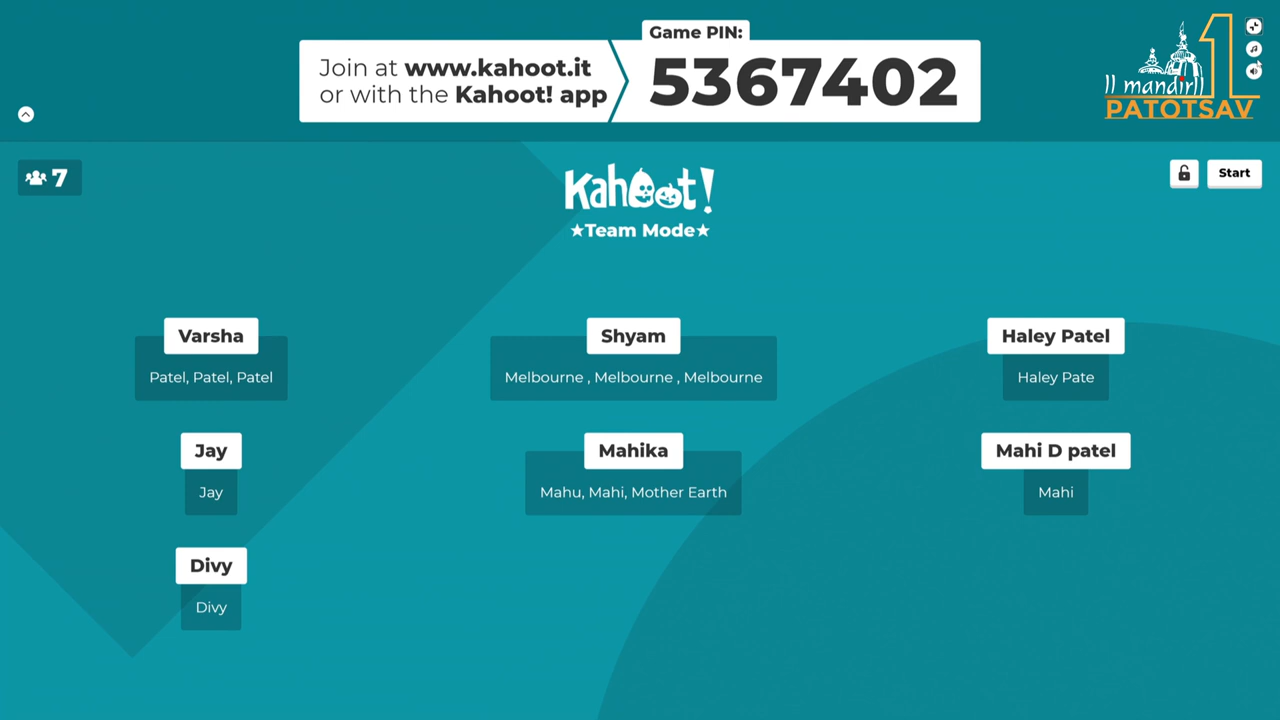 Game PIN:
Join at www.kahoot.it
or with the Kahoot! app
5367402
II mandir II
1
PATOTSAV
7
Kahoot!
★Team Mode★
Start
Varsha
Patel, Patel, Patel
Shyam
Melbourne , Melbourne , Melbourne
Haley Patel
Haley Pate
Jay
Jay
Mahika
Mahu, Mahi, Mother Earth
Mahi D patel
Mahi
Divy
Divy